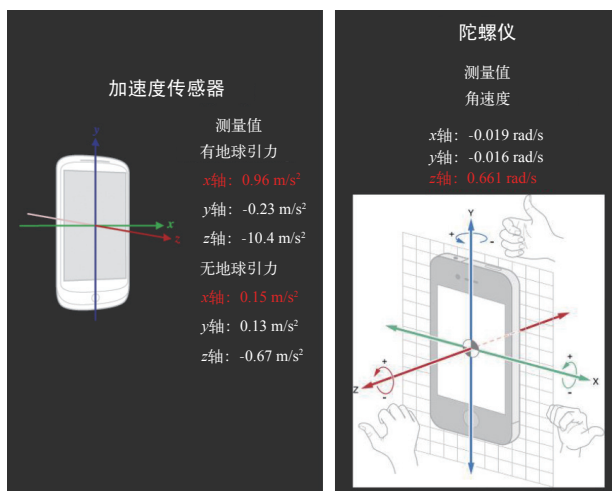 加速度传感器
测量值
有地球引力
x轴：0.96 m/s²
y轴：-0.23 m/s²
z轴：-10.4 m/s²
无地球引力
x轴：0.15 m/s²
y轴：0.13 m/s²
z轴：-0.67 m/s²
y
x
z
陀螺仪
测量值
角速度
x轴：-0.019 rad/s
y轴：-0.016 rad/s
z轴：0.661 rad/s
Y
+ -
+
Z
-
+
X
-